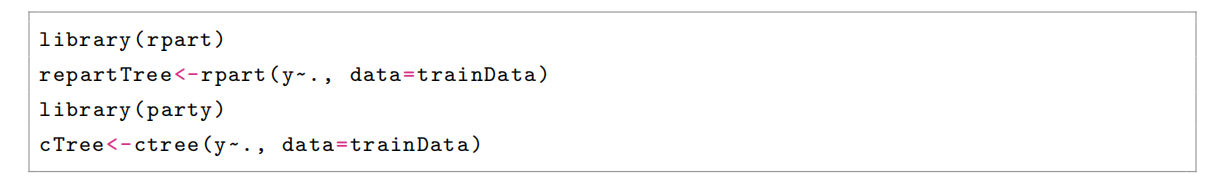 library(rpart)
repartTree<-rpart(y~., data=trainData)
library(party)
cTree<-ctree(y~., data=trainData)